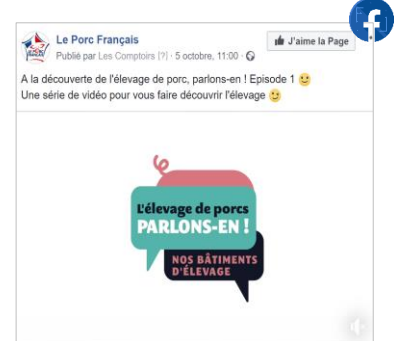 Le Porc Français
J'aime la Page
Publié par Les Comptoirs [?] · 5 octobre, 11:00 ·
A la découverte de l'élevage de porc, parlons-en ! Episode 1
Une série de vidéo pour vous faire découvrir l'élevage
L'élevage de porcs
PARLONS-EN !
NOS BÂTIMENTS
D'ÉLEVAGE